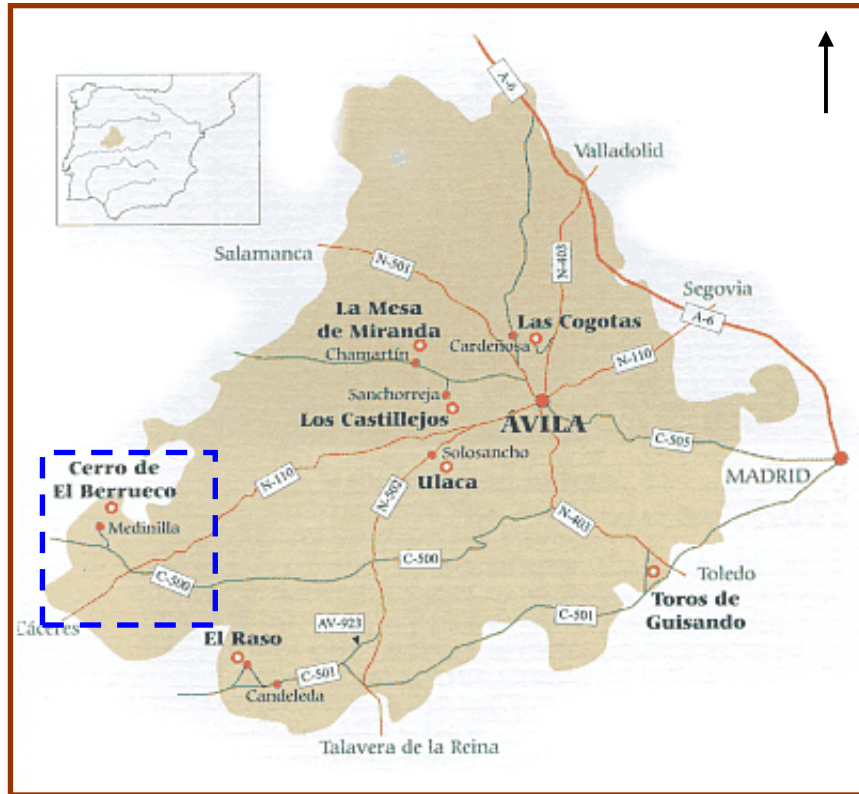 A-6
Valladolid
Salamanca
N-501
N-403
Segovia
La Mesa
de Miranda
Las Cogotas
A-6
Chamartín
Cardeñosa
N-110
Sanchorreja
Los Castillejos
ÁVILA
C-505
Solosancho
Cerro de
El Berrueco
N-110
Ulaca
MADRID
N-502
Medinilla
N-403
C-500
C-500
Toledo
Toros de
Guisando
C-501
Cáceres
AV-923
El Raso
C-501
Candeleda
Talavera de la Reina